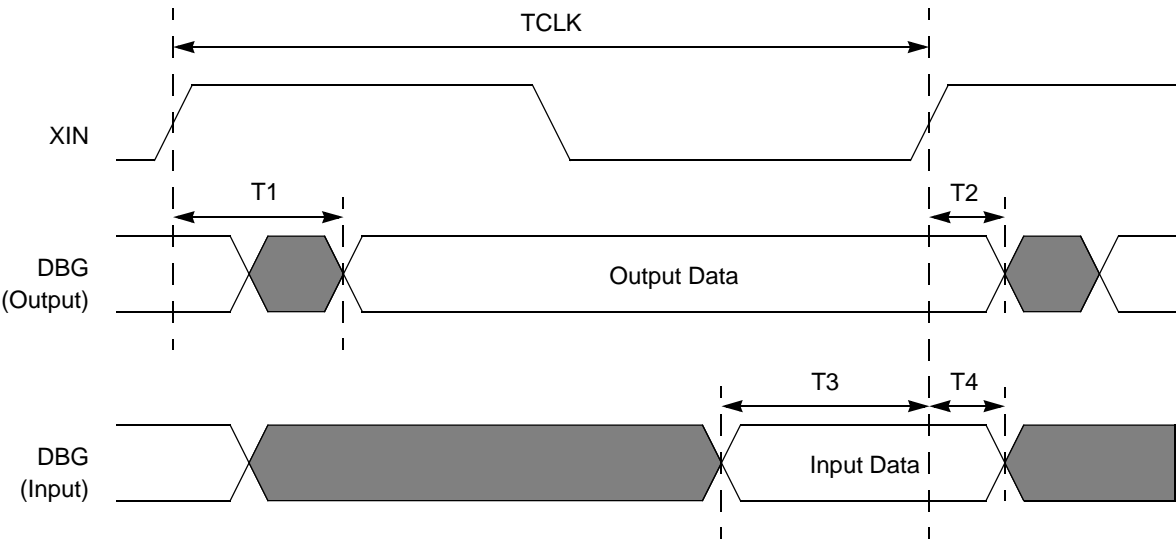 TCLK
XIN
T1
T2
DBG
(Output)
Output Data
T3
T4
DBG
(Input)
Input Data